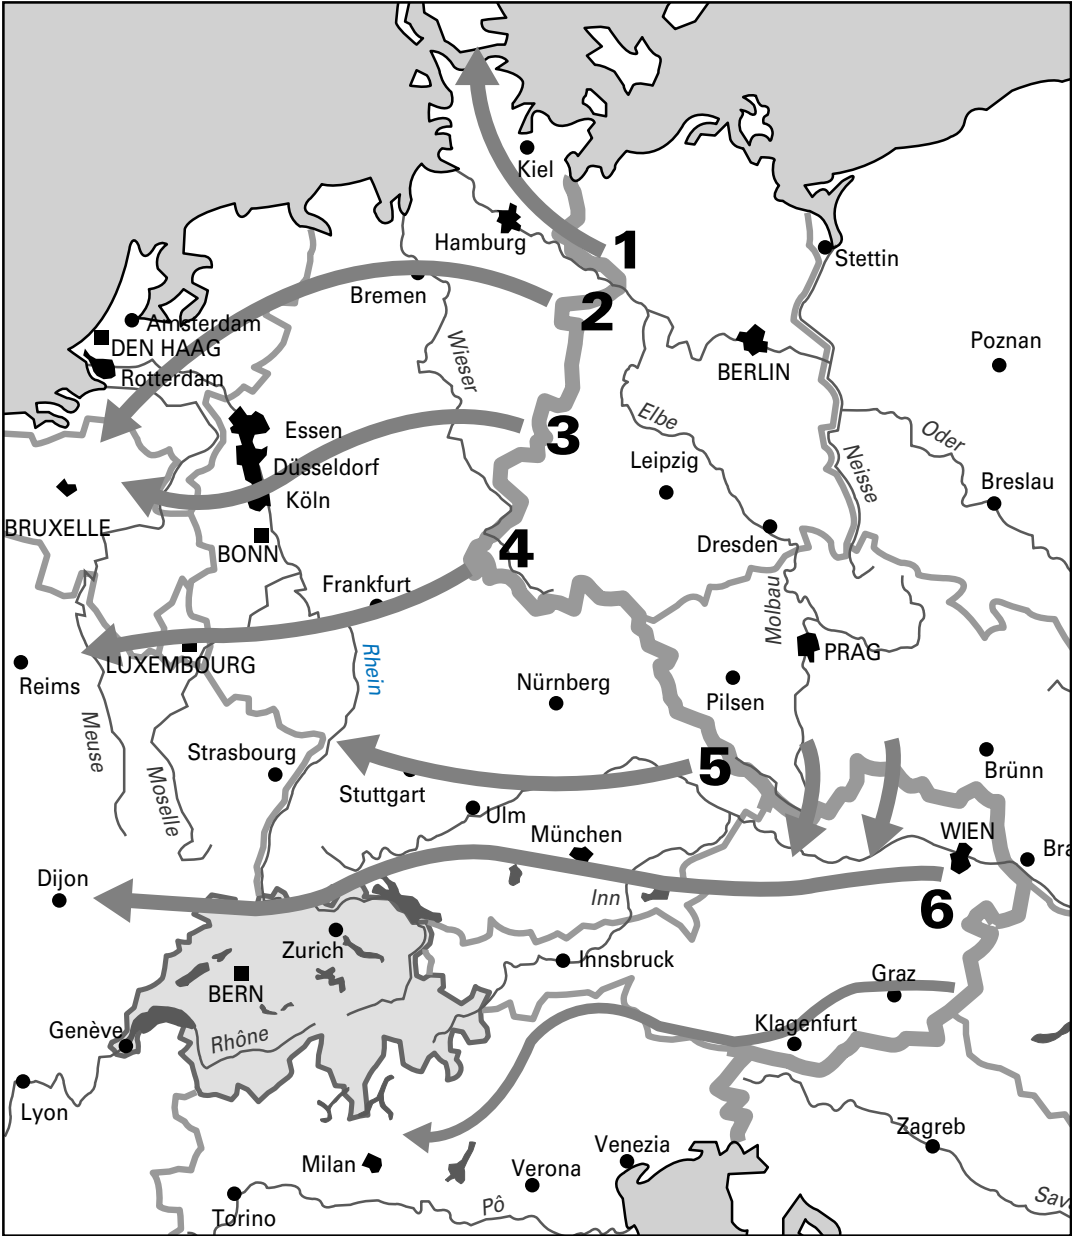 Kiel
Hamburg
1
Stettin
Bremen
2
Amsterdam
DEN HAAG
Rotterdam
Wieser
BERLIN
Poznan
Essen
Düsseldorf
Köln
3
Elbe
Leipzig
Oder
Neisse
Breslau
BRUXELLE
BONN
4
Dresden
Frankfurt
Molbau
LUXEMBOURG
Rhein
PRAG
Reims
Nürnberg
Pilsen
Meuse
Strasbourg
Moselle
Stuttgart
5
Brünn
Ulm
München
WIEN
Bra
Dijon
Inn
6
Zurich
Innsbruck
BERN
Graz
Genève
Rhône
Klagenfurt
Lyon
Zagreb
Milan
Venezia
Verona
Pô
Torino
Sav